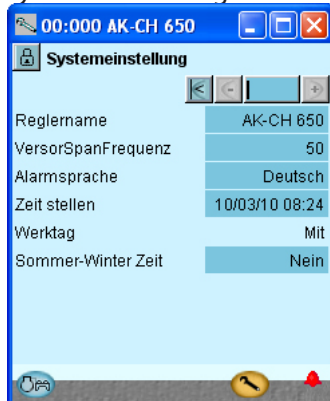 00:000 AK-CH 650
Systemeinstellung
Reglername AK-CH 650
VersorSpanFrequenz 50
Alarmsprache Deutsch
Zeit stellen 10/03/10 08:24
Werktag Mit
Sommer-Winter Zeit Nein